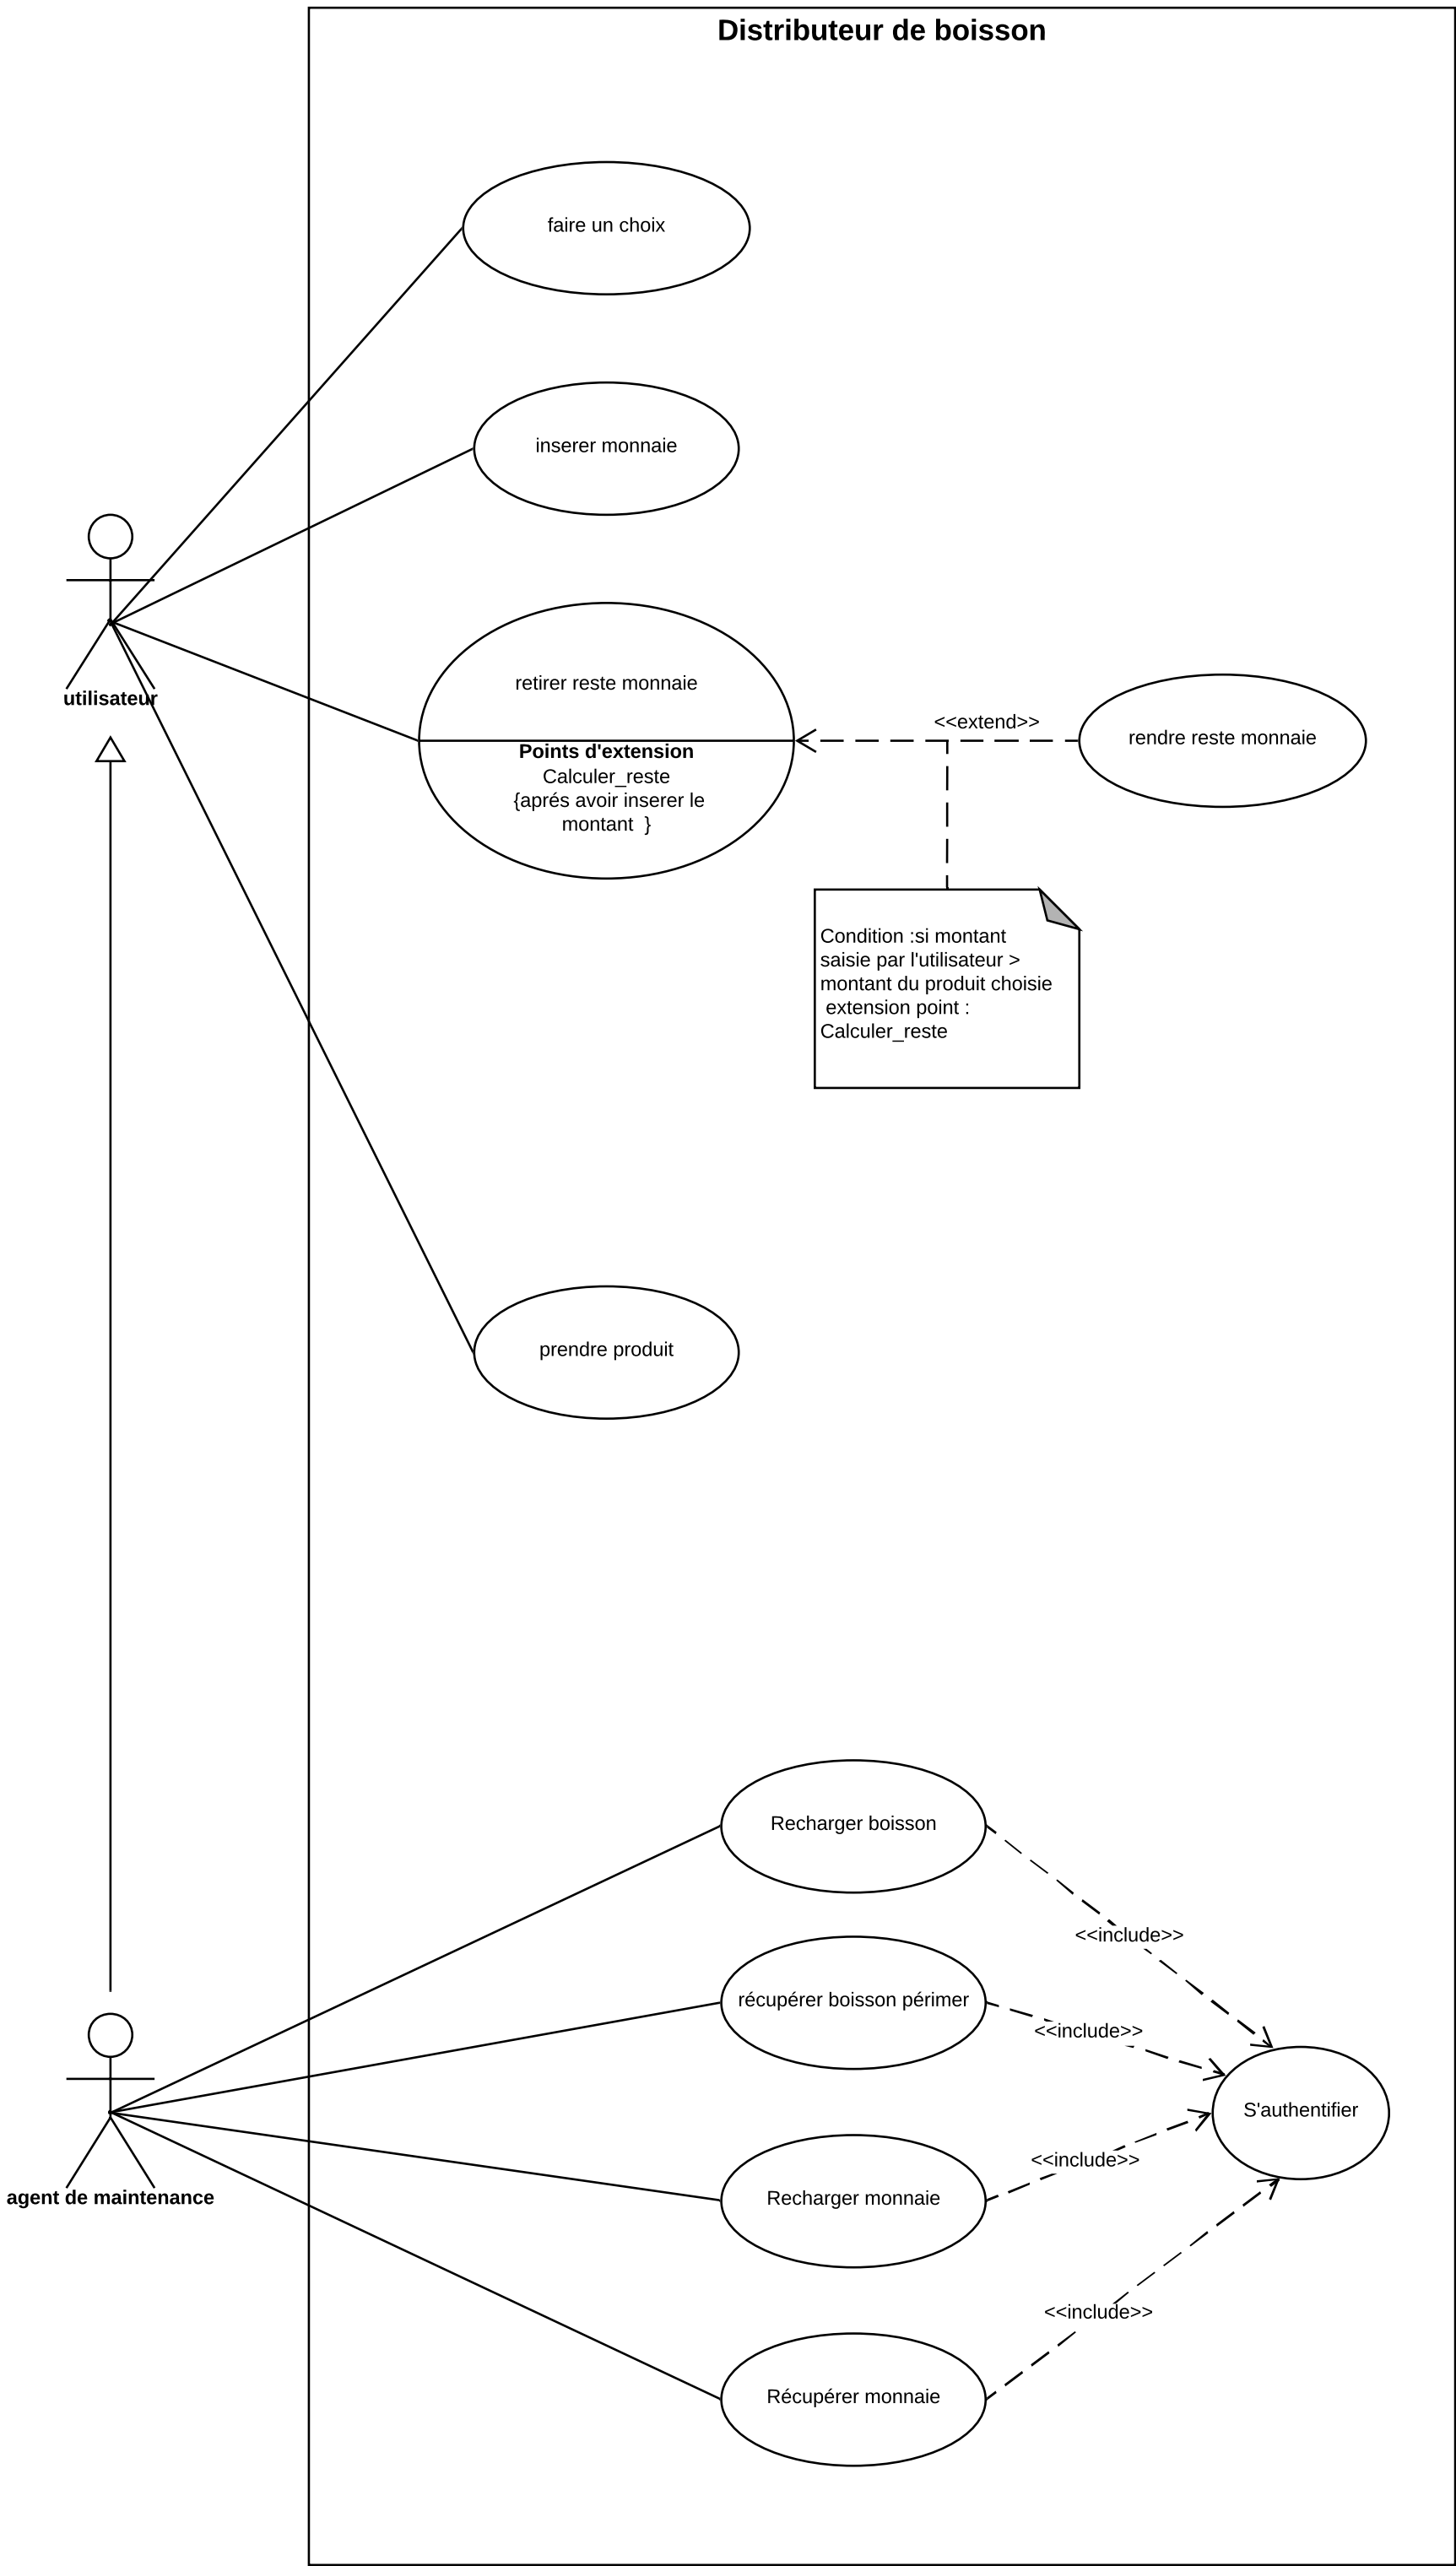 Distributeur de boisson
faire un choix
inserer monnaie
utilisateur
retirer reste monnaie
Points d'extension
Calculer_reste
{aprés avoir inserer le
montant  }
<<extend>>
rendre reste monnaie
Condition :si montant
saisie par l'utilisateur >
montant du produit choisie
extension point :
Calculer_reste
prendre produit
Recharger boisson
<<include>>
récupérer boisson périmer
<<include>>
S'authentifier
agent de maintenance
<<include>>
Recharger monnaie
<<include>>
Récupérer monnaie